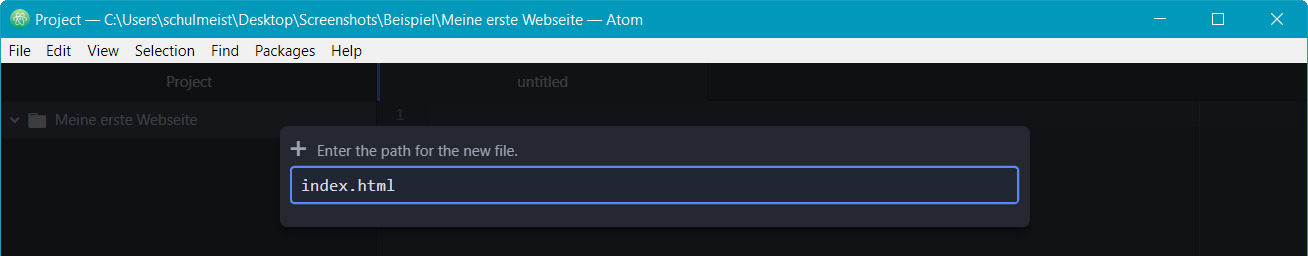 Project — C:\Users\schulmeist\Desktop\Screenshots\Beispiel\Meine erste Webseite — Atom
File Edit View Selection Find Packages Help
Project untitled
Meine erste Webseite 1
Enter the path for the new file.
index.html